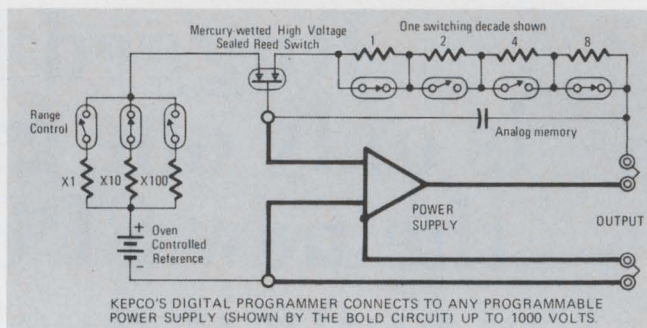 Mercury-wetted High Voltage
Sealed Reed Switch
One switching decade shown
1 2 4 8
Range
Control
Analog memory
X1 X10 X100
+
Oven
Controlled
Reference
-
POWER
SUPPLY
OUTPUT
KEPCO'S DIGITAL PROGRAMMER CONNECTS TO ANY PROGRAMMABLE
POWER SUPPLY (SHOWN BY THE BOLD CIRCUIT) UP TO 1000 VOLTS.